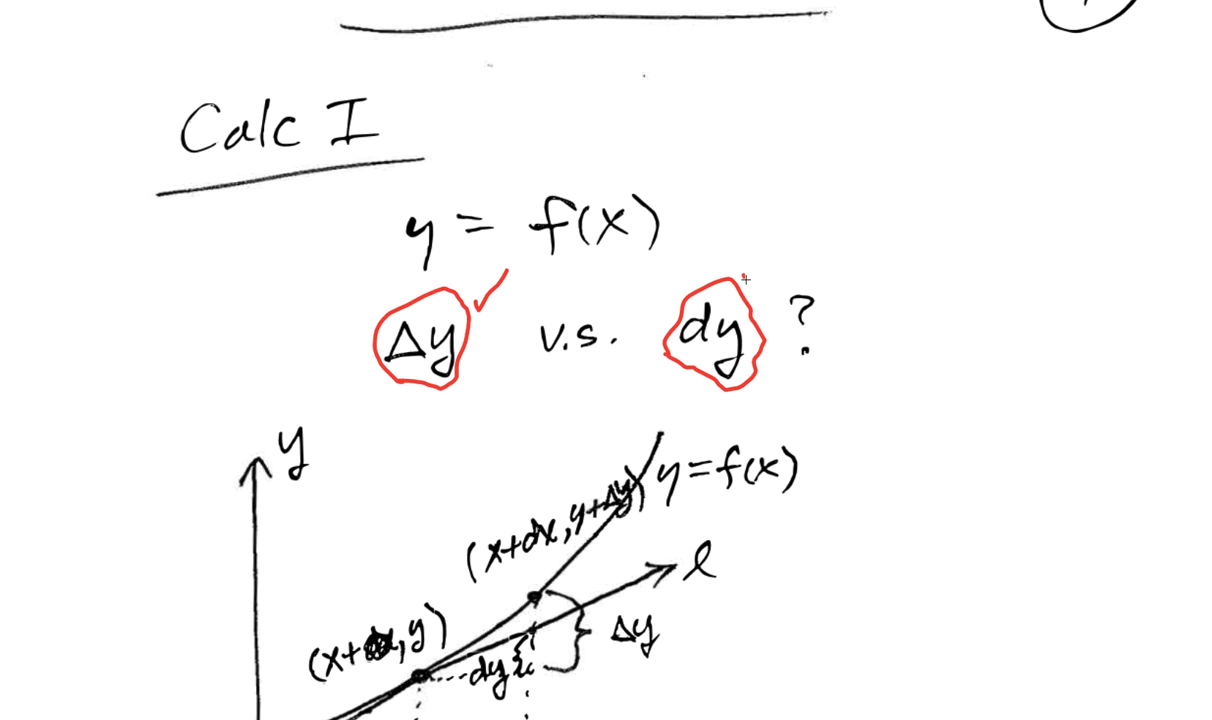 Calc I
y = f(x)
Δy v.s. dy ?
y
y=f(x)
(x+dx, y+Δy)
l
Δy
(x+ , y)
dy